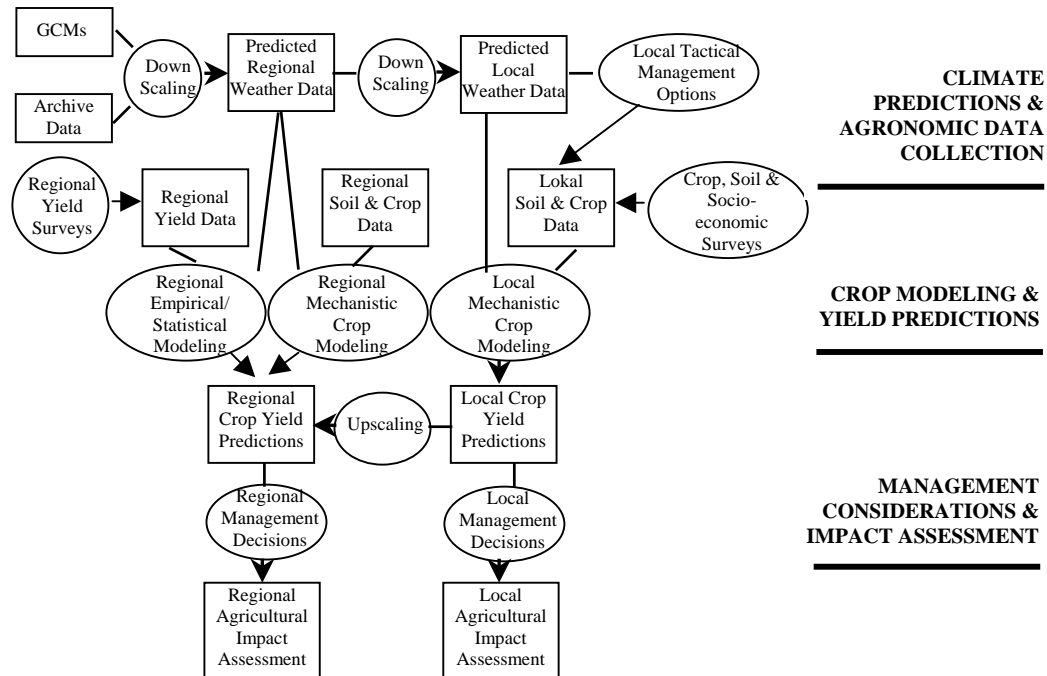 GCMs
Down
Scaling
Predicted
Regional
Weather Data
Down
Scaling
Predicted
Local
Weather Data
Local Tactical
Management
Options
Archive
Data
CLIMATE
PREDICTIONS &
AGRONOMIC DATA
COLLECTION
Regional
Yield
Surveys
Regional
Yield Data
Regional
Soil & Crop
Data
Lokal
Soil & Crop
Data
Crop, Soil &
Socio-
economic
Surveys
Regional
Empirical/
Statistical
Modeling
Regional
Mechanistic
Crop
Modeling
Local
Mechanistic
Crop
Modeling
CROP MODELING &
YIELD PREDICTIONS
Regional
Crop Yield
Predictions
Upscaling
Local Crop
Yield
Predictions
Regional
Management
Decisions
Local
Management
Decisions
MANAGEMENT
CONSIDERATIONS &
IMPACT ASSESSMENT
Regional
Agricultural
Impact
Assessment
Local
Agricultural
Impact
Assessment